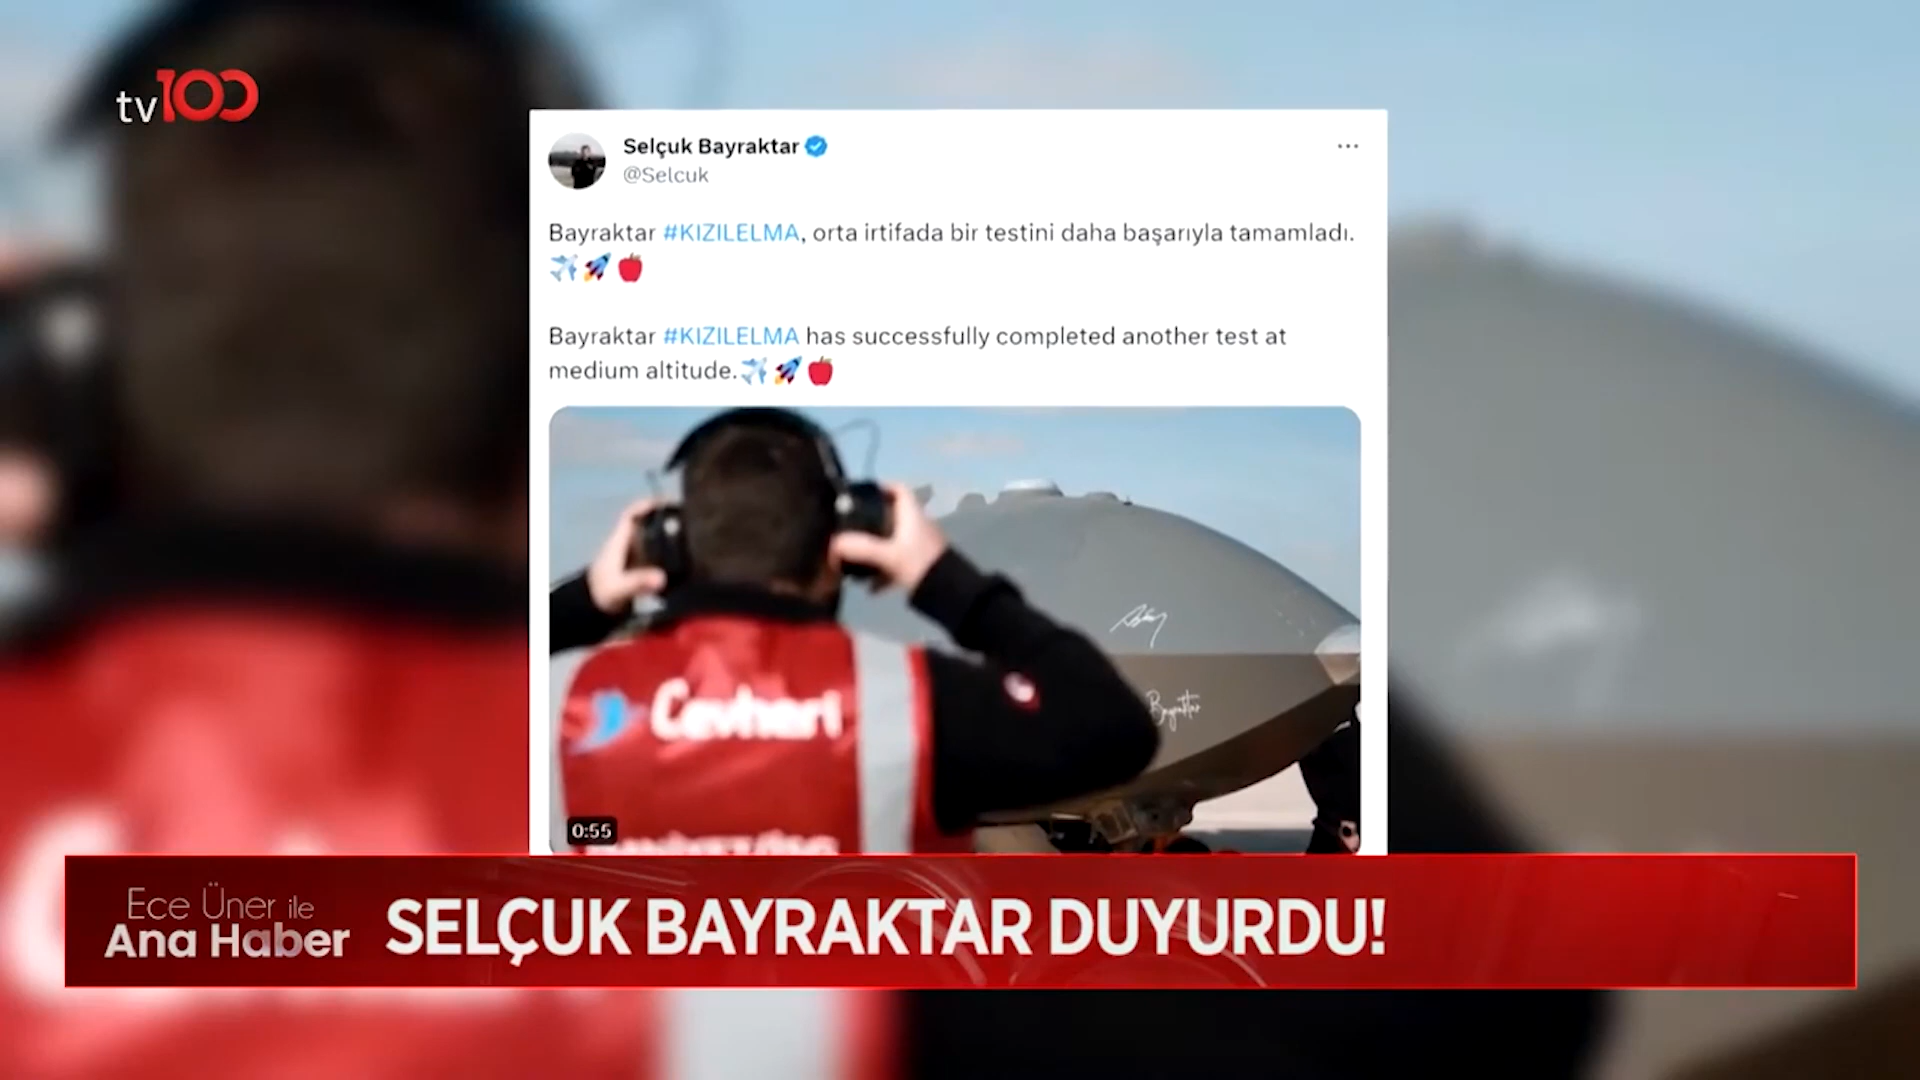 tv100
Selçuk Bayraktar
@Selcuk
Bayraktar #KIZILELMA, orta irtifada bir testini daha başarıyla tamamladı.
✈️🚀🍎
Bayraktar #KIZILELMA has successfully completed another test at
medium altitude.✈️🚀🍎
Bayraktar
Cevheri
0:55
Ece Üner ile
Ana Haber
SELÇUK BAYRAKTAR DUYURDU!